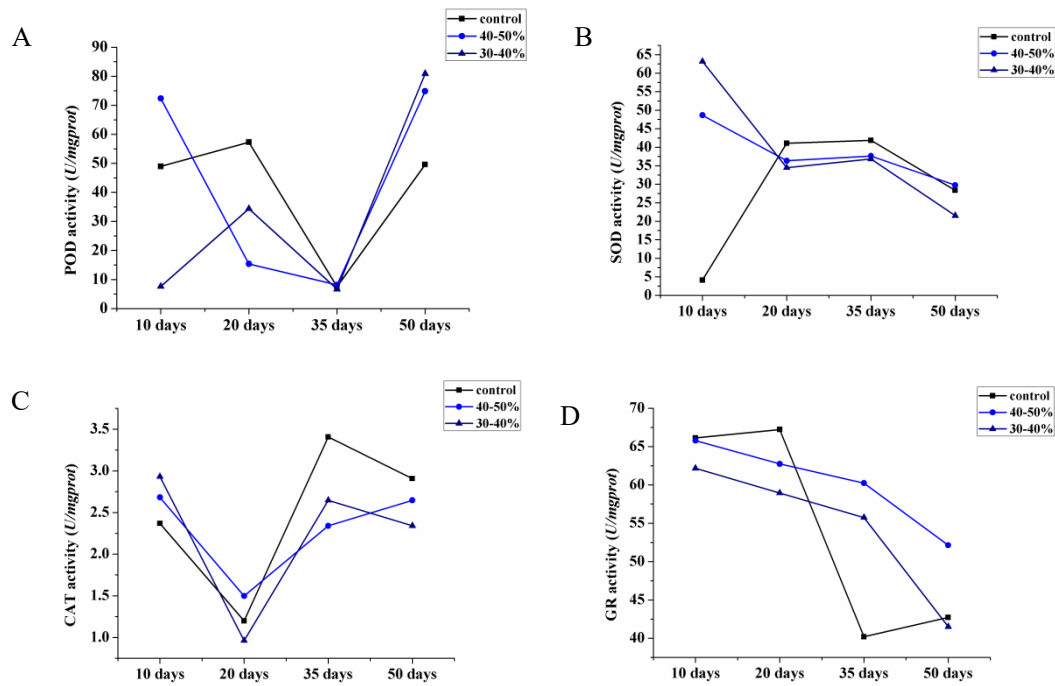 A
control
40-50%
30-40%
90
80
70
60
50
40
30
20
10
0
POD activity (U/mgprot)
10 days 20 days 35 days 50 days
B
control
40-50%
30-40%
65
60
55
50
45
40
35
30
25
20
15
10
5
0
SOD activity (U/mgprot)
10 days 20 days 35 days 50 days
C
control
40-50%
30-40%
3.5
3.0
2.5
2.0
1.5
1.0
CAT activity (U/mgprot)
10 days 20 days 35 days 50 days
D
control
40-50%
30-40%
70
65
60
55
50
45
40
GR activity (U/mgprot)
10 days 20 days 35 days 50 days